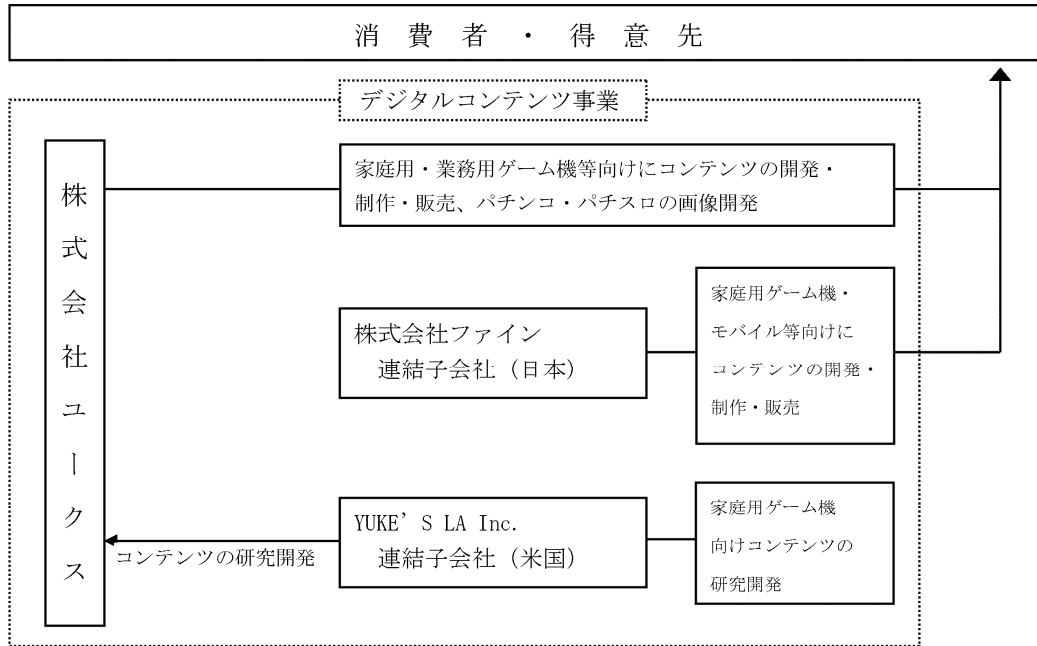 消費者・得意先
デジタルコンテンツ事業
株式会社ユークス
家庭用・業務用ゲーム機等向けにコンテンツの開発・
制作・販売、パチンコ・パチスロの画像開発
株式会社ファイン
連結子会社（日本）
家庭用ゲーム機・
モバイル等向けに
コンテンツの開発・
制作・販売
YUKE’S LA Inc.
連結子会社（米国）
家庭用ゲーム機
向けコンテンツの
研究開発
コンテンツの研究開発